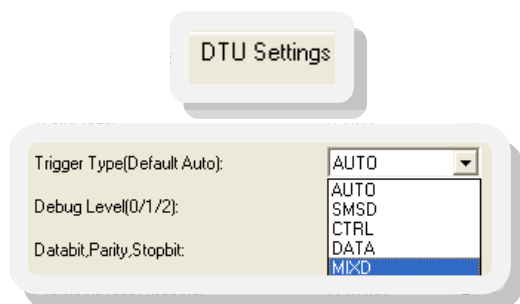 DTU Settings
Trigger Type(Default Auto): AUTO
AUTO
Debug Level(0/1/2): SMSD
CTRL
Databit,Parity,Stopbit: DATA
MIXD